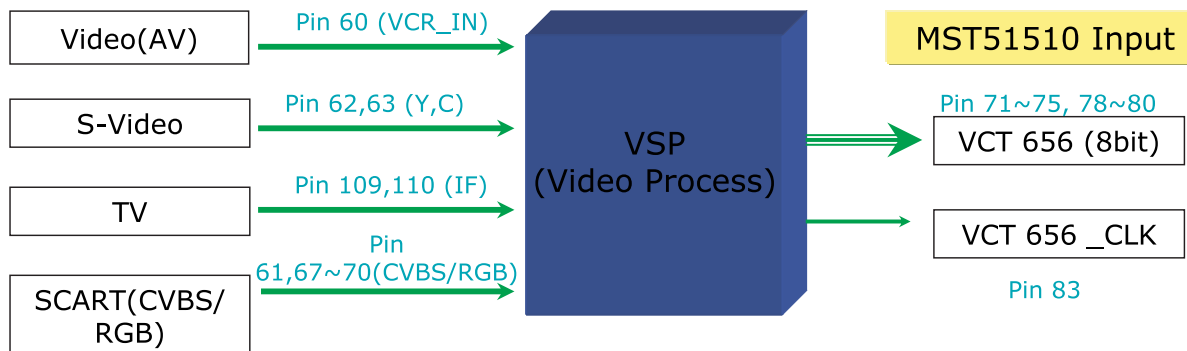 Video(AV)
Pin 60 (VCR_IN)
S-Video
Pin 62,63 (Y,C)
TV
Pin 109,110 (IF)
SCART(CVBS/
RGB)
Pin
61,67~70(CVBS/RGB)
VSP
(Video Process)
MST51510 Input
Pin 71~75, 78~80
VCT 656 (8bit)
VCT 656 _CLK
Pin 83